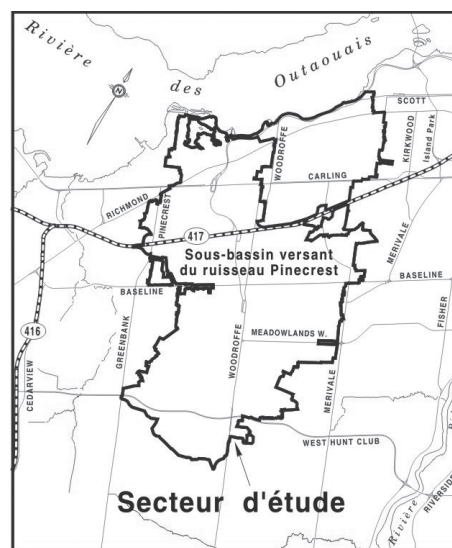 Rivière
des
Outaouais
N
SCOTT
KIRKWOOD
Island Park
WOODROFFE
CARLING
RICHMOND
PINECREST
417
MERIVALE
Sous-bassin versant
du ruisseau Pinecrest
BASELINE
BASELINE
416
FISHER
GREENBANK
WOODROFFE
MEADOWLANDS W.
CEDARVIEW
MERIVALE
WEST HUNT CLUB
RIVERSIDE
Rivière
Secteur d'étude